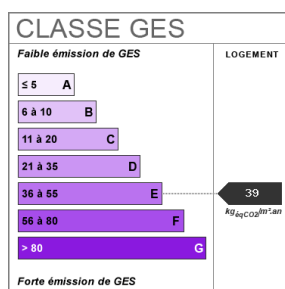 CLASSE GES
Faible émission de GES
LOGEMENT
≤ 5 A
6 à 10 B
11 à 20 C
21 à 35 D
36 à 55 E
39
kgéqCO2/m².an
56 à 80 F
> 80 G
Forte émission de GES